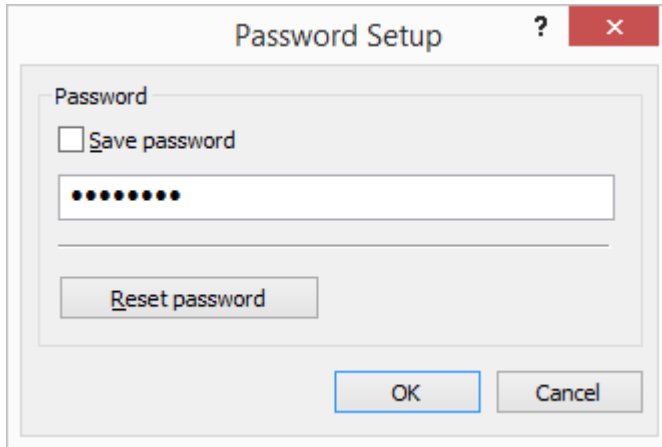 Password Setup ? ×
Password
Save password
••••••••
Reset password
OK Cancel